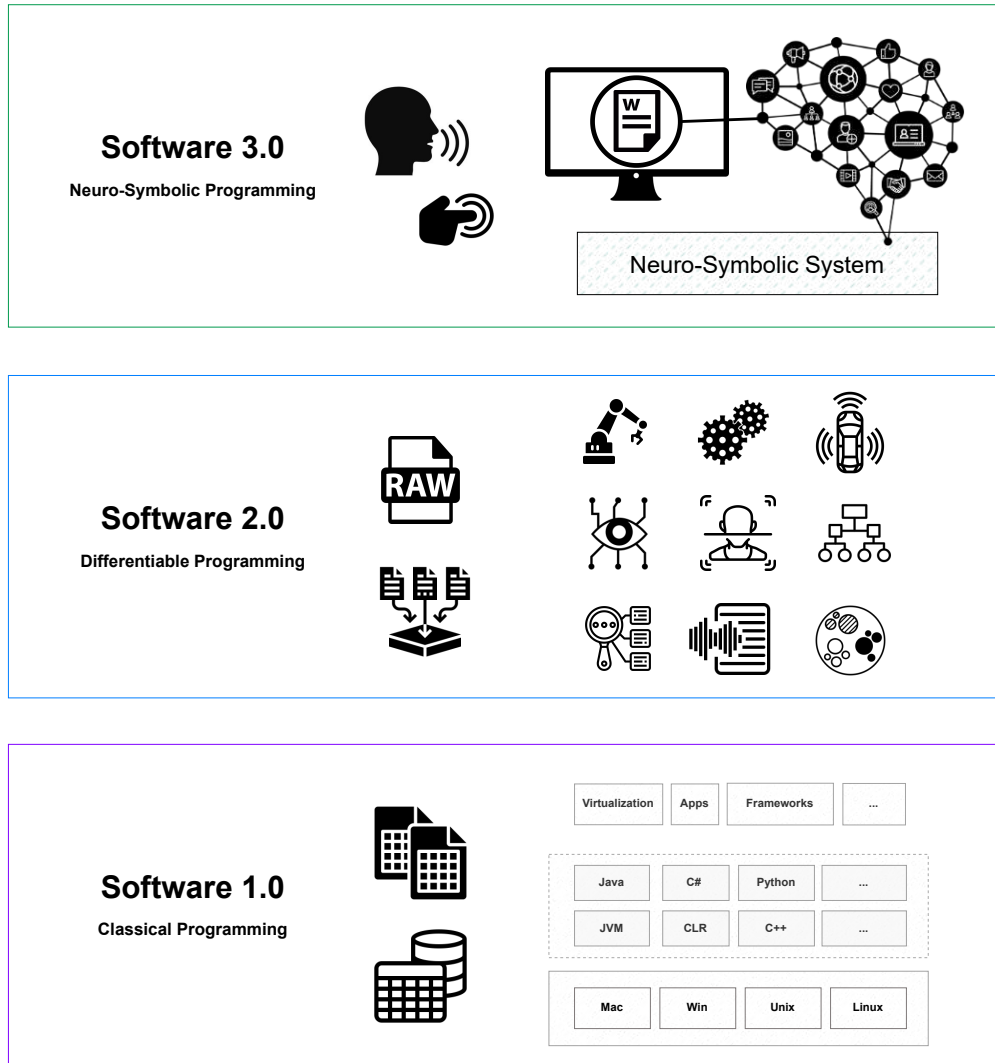 Software 3.0
Neuro-Symbolic Programming
W
Neuro-Symbolic System
Software 2.0
Differentiable Programming
RAW
Software 1.0
Classical Programming
Virtualization Apps Frameworks ...
Java C# Python ...
JVM CLR C++ ...
Mac Win Unix Linux